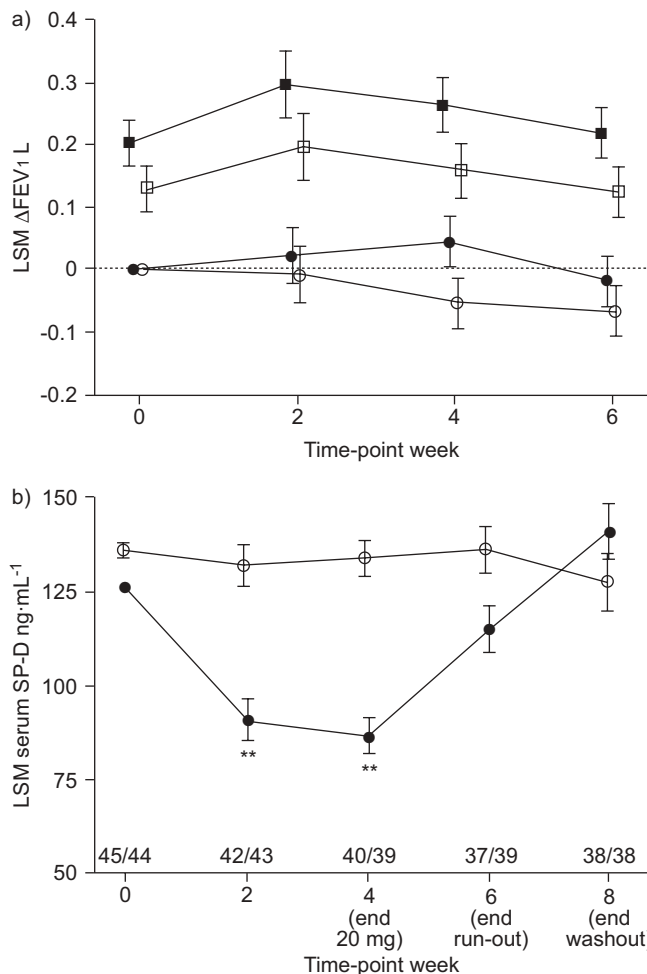 a)
0.4
0.3
0.2
0.1
0
-0.1
-0.2
LSM ΔFEV1 L
0 2 4 6
Time-point week
b)
150
125
100
75
50
LSM serum SP-D ng·mL-1
** **
45/44 42/43 40/39 37/39 38/38
0 2 4 6 8
(end (end (end
20 mg) run-out) washout)
Time-point week